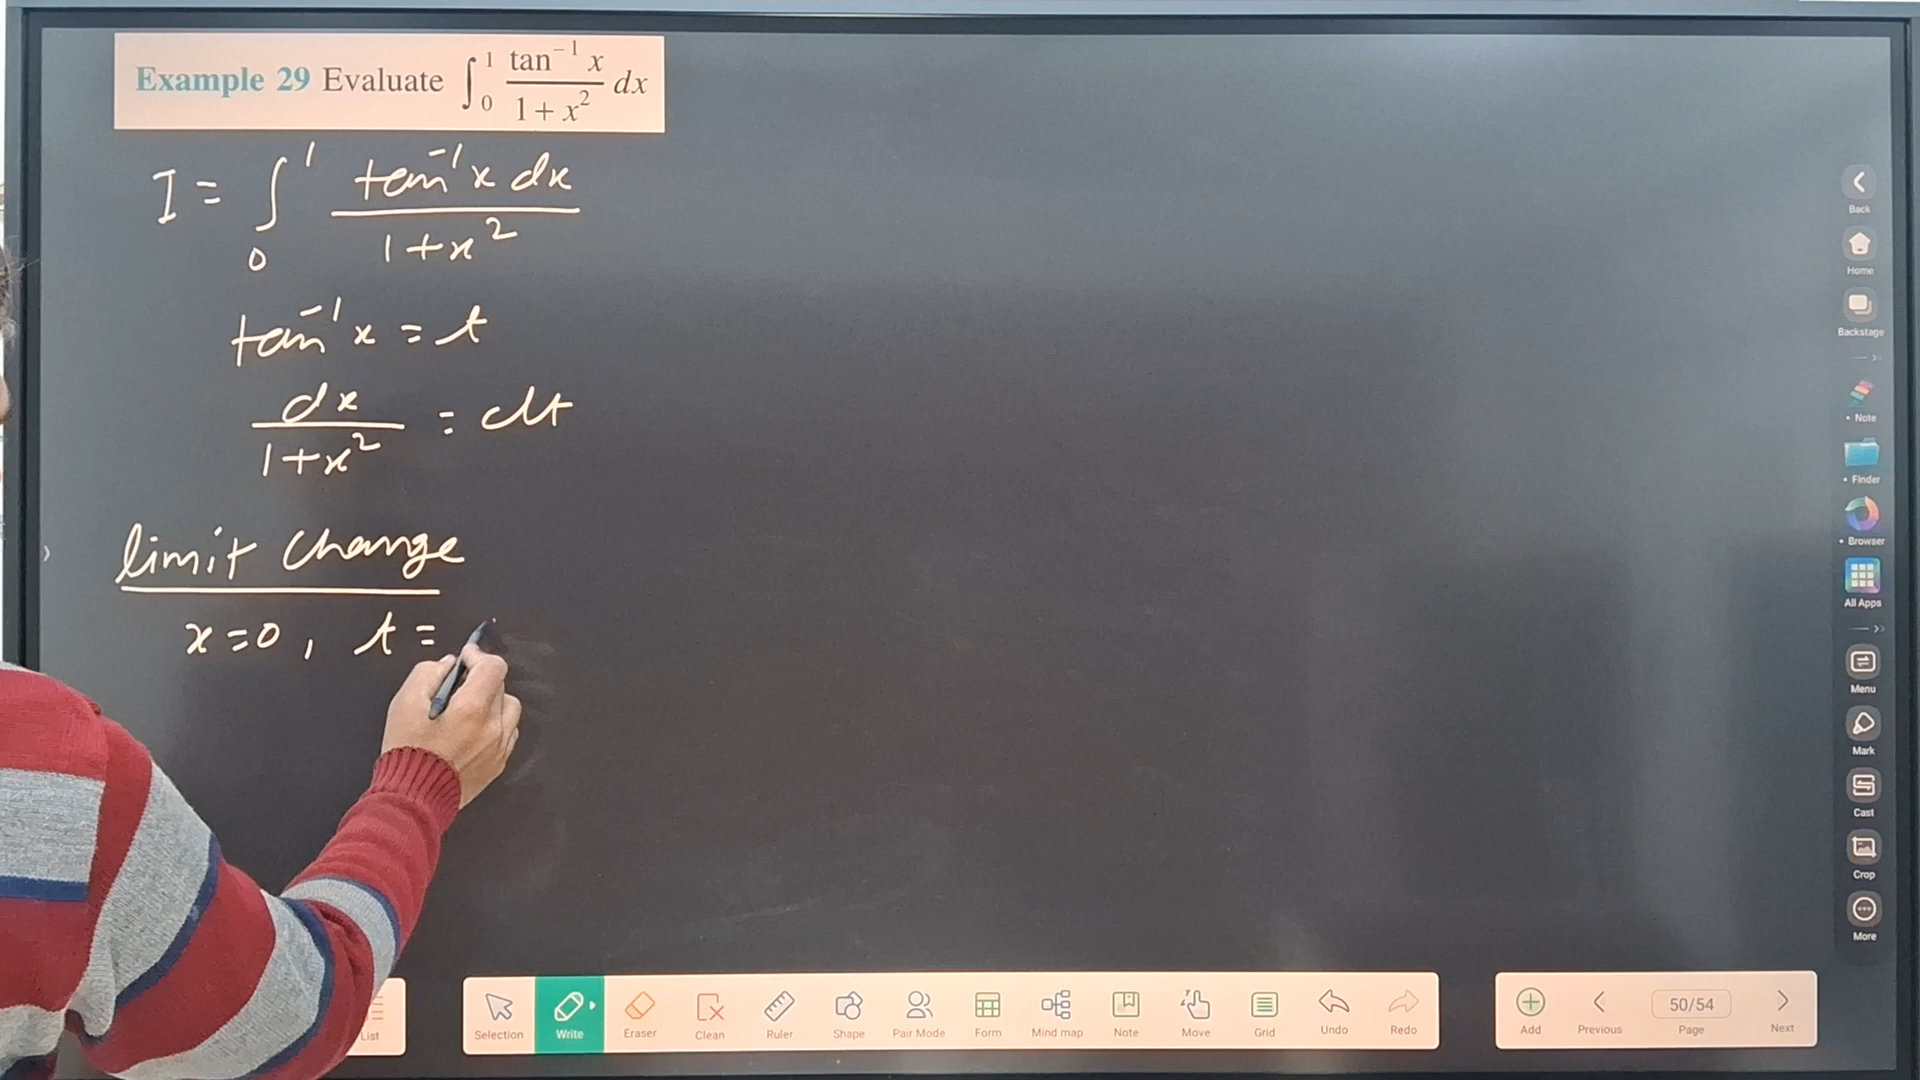 Example 29 Evaluate ∫₀¹ tan⁻¹ x / 1 + x² dx
I = ∫₀¹ tan⁻¹x dx / 1+x²
tan⁻¹x = t
dx / 1+x² = dt
limit change
x=0, t=
Back
Home
Backstage
Note
Finder
Browser
All Apps
Menu
Mark
Cast
Crop
More
List
Selection Write Eraser Clean Ruler Shape Pair Mode Form Mind map Note Move Grid Undo Redo
Add Previous 50/54 Page Next